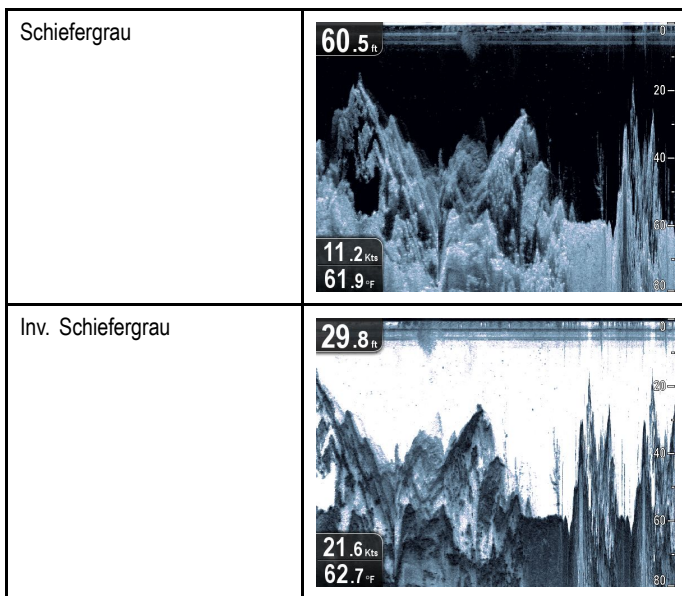 Schiefergrau
60.5 ft
0
20
40
60
80
11.2 Kts
61.9 °F
Inv. Schiefergrau
29.8 ft
0
20
40
60
80
21.6 Kts
62.7 °F